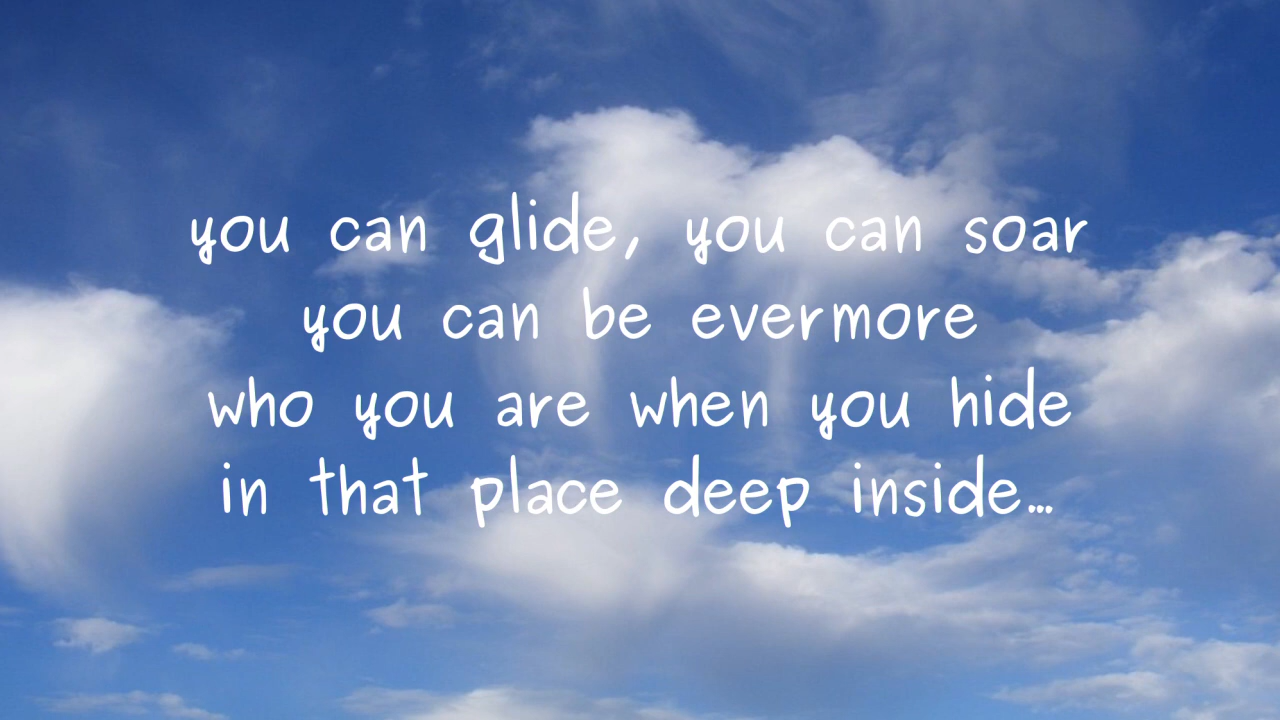 you can glide, you can soar
you can be evermore
who you are when you hide
in that place deep inside...